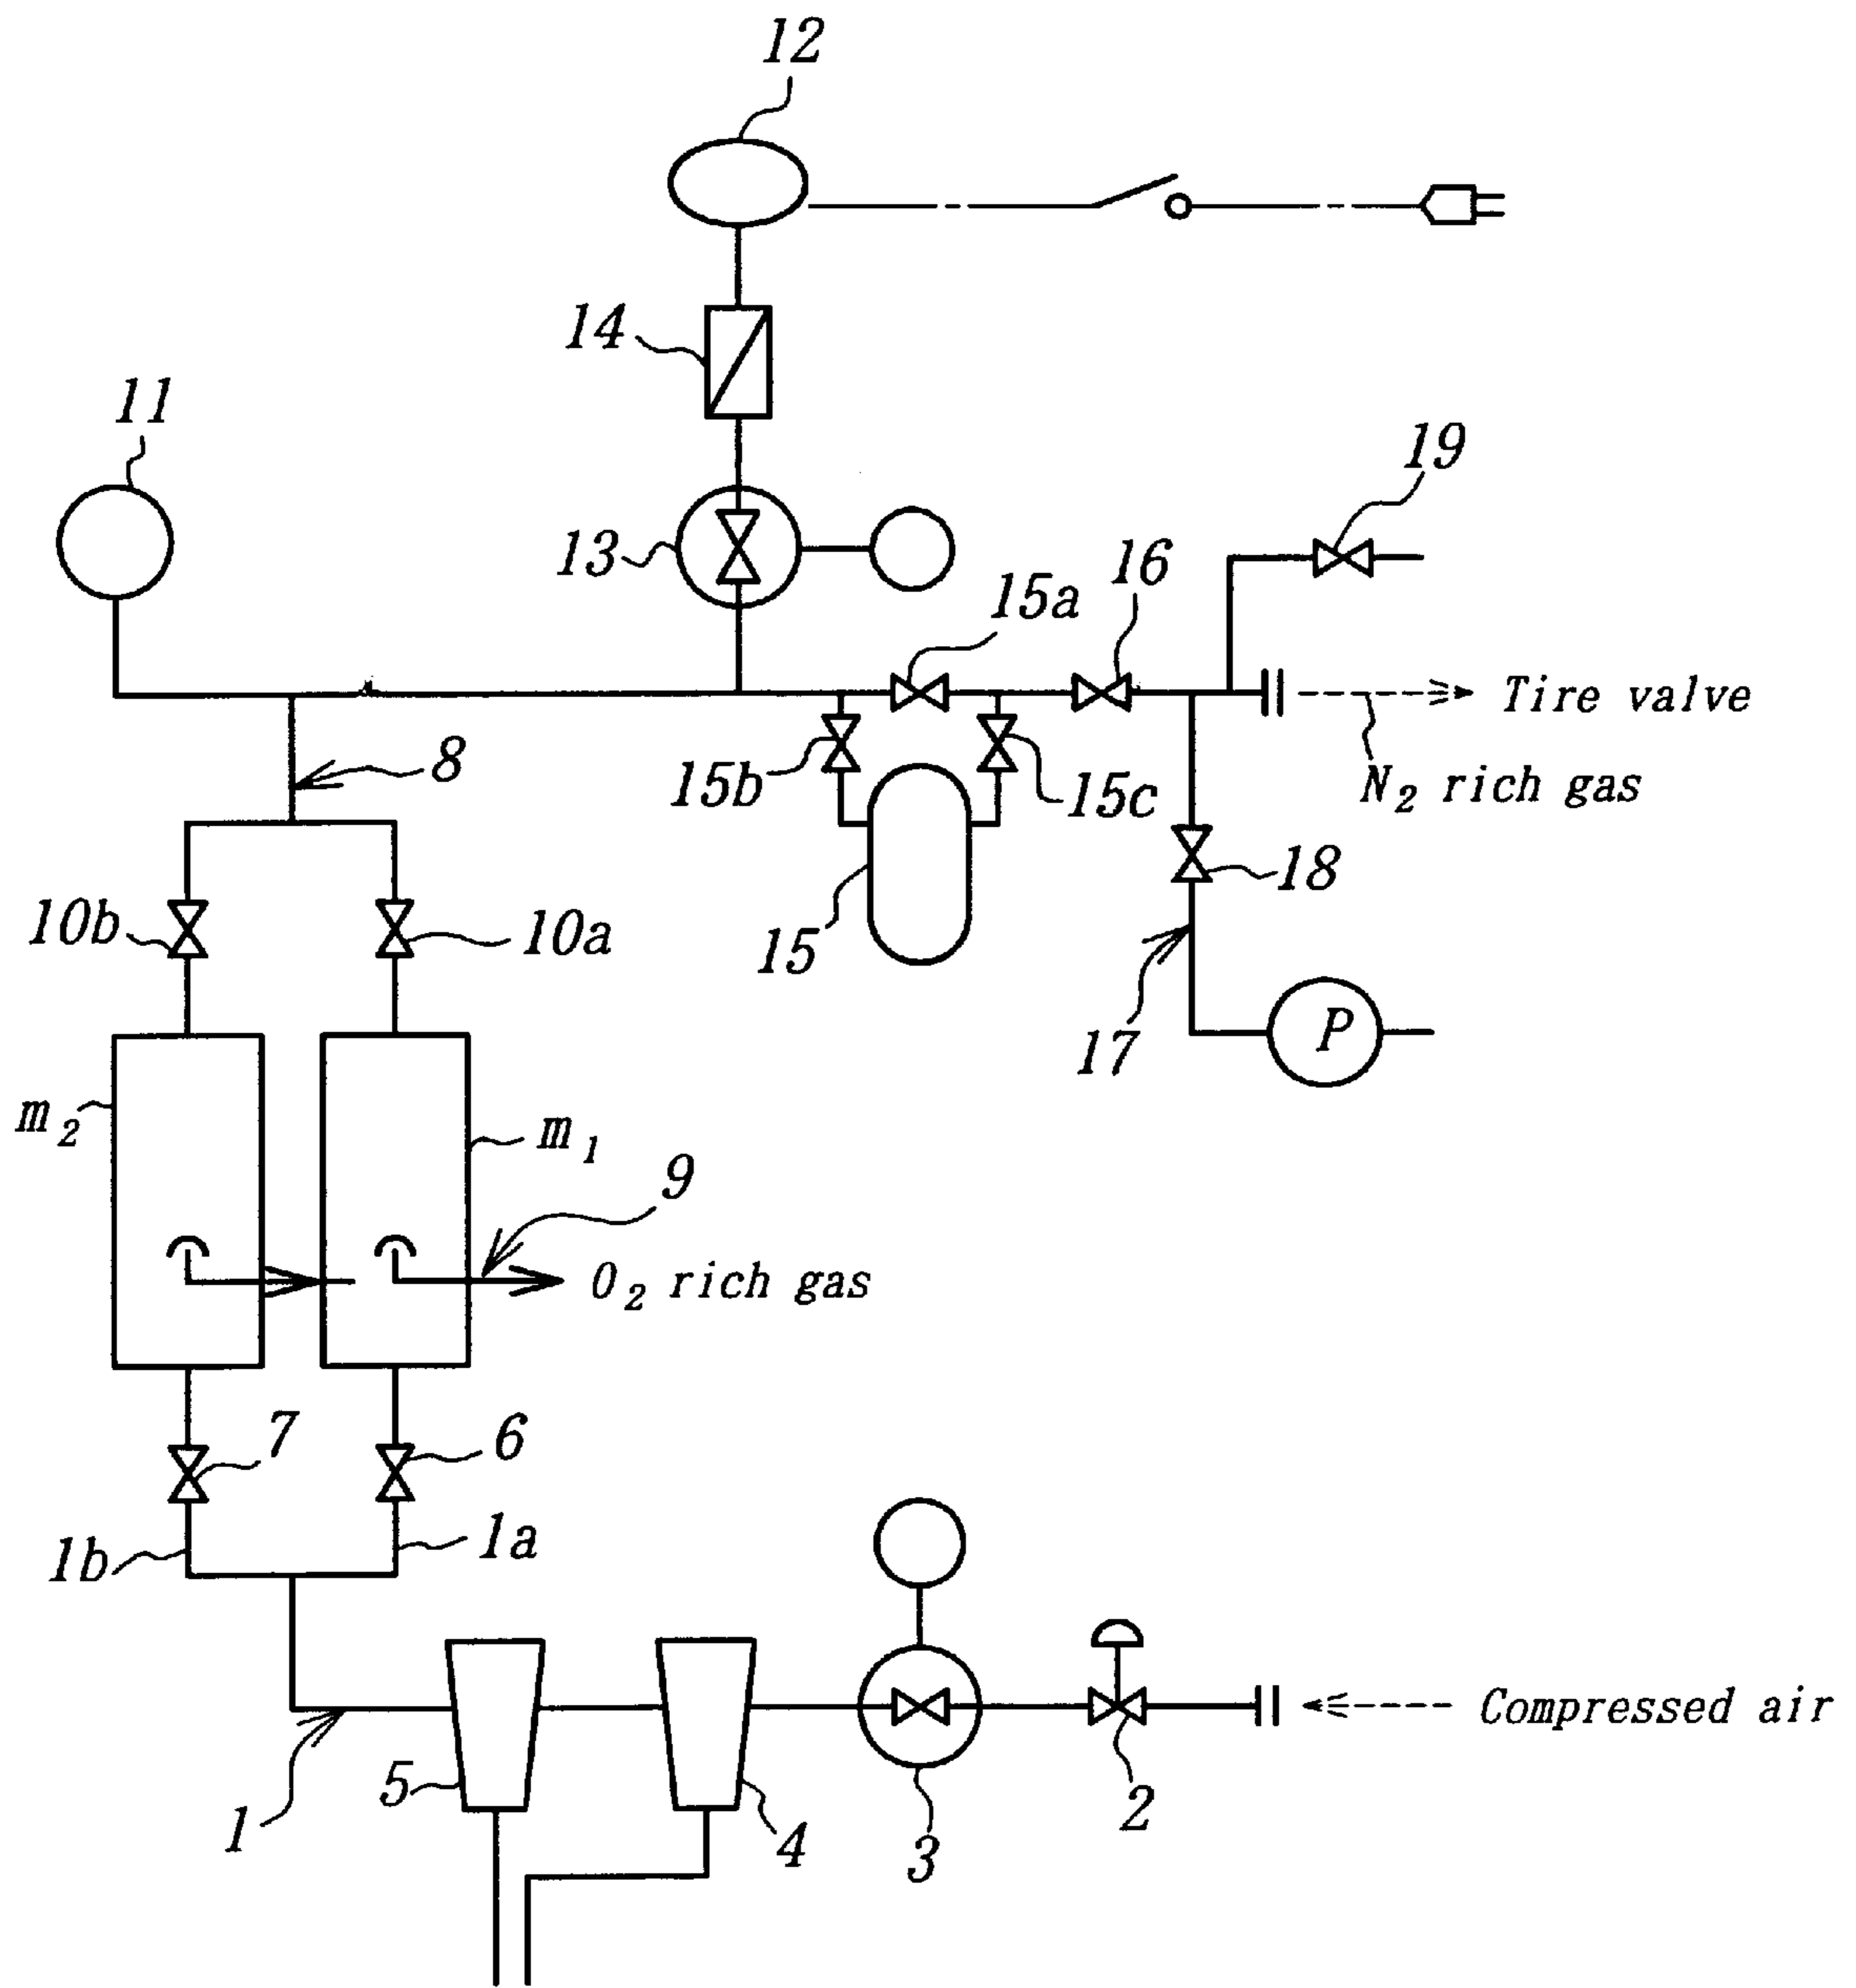 12
14
11
19
13
16
15a
Tire valve
8
15b
15c
N2 rich gas
18
10b
10a
15
17
P
m2
m1
9
O2 rich gas
7
6
1b
1a
Compressed air
5
1
4
3
2